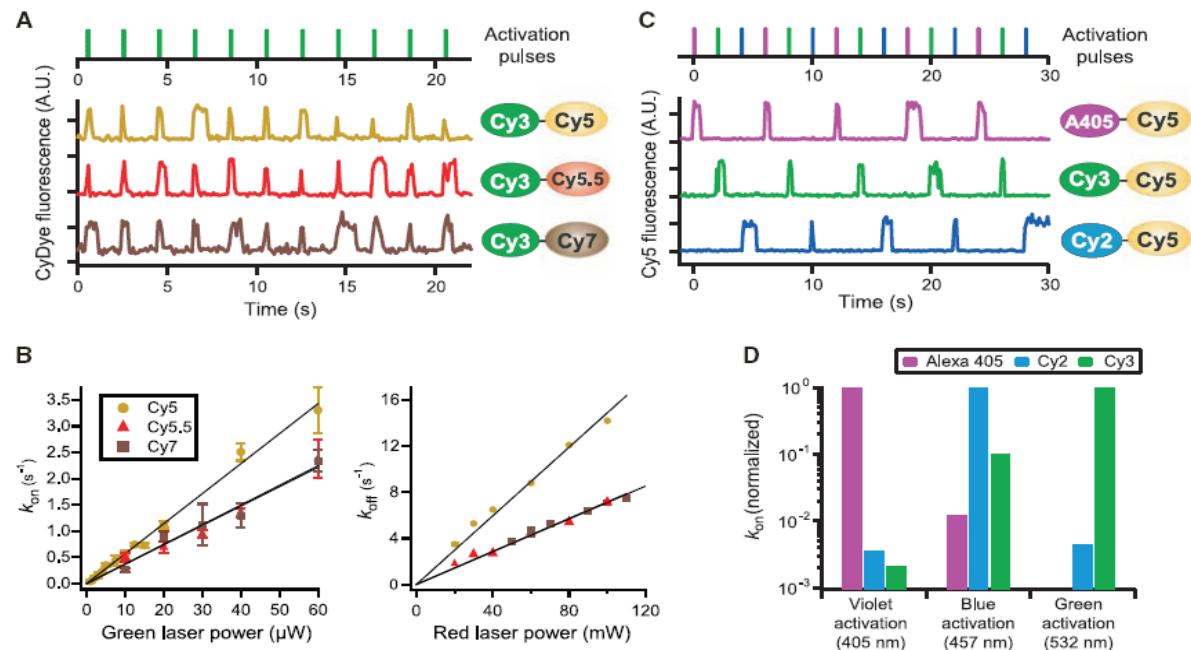 A
Activation
pulses
0 5 10 15 20
CyDye fluorescence (A.U.)
Cy3 Cy5
Cy3 Cy5.5
Cy3 Cy7
0 5 10 15 20
Time (s)
C
Activation
pulses
0 10 20 30
Cy5 fluorescence (A.U.)
A405 Cy5
Cy3 Cy5
Cy2 Cy5
0 10 20 30
Time (s)
B
3.5
3.0
2.5
2.0
1.5
1.0
0.5
0.0
kon (s⁻¹)
Cy5
Cy5.5
Cy7
0 10 20 30 40 50 60
Green laser power (µW)
16
12
8
4
0
koff (s⁻¹)
0 40 80 120
Red laser power (mW)
D
Alexa 405 Cy2 Cy3
kon (normalized)
10⁰
10⁻¹
10⁻²
10⁻³
Violet
activation
(405 nm)
Blue
activation
(457 nm)
Green
activation
(532 nm)